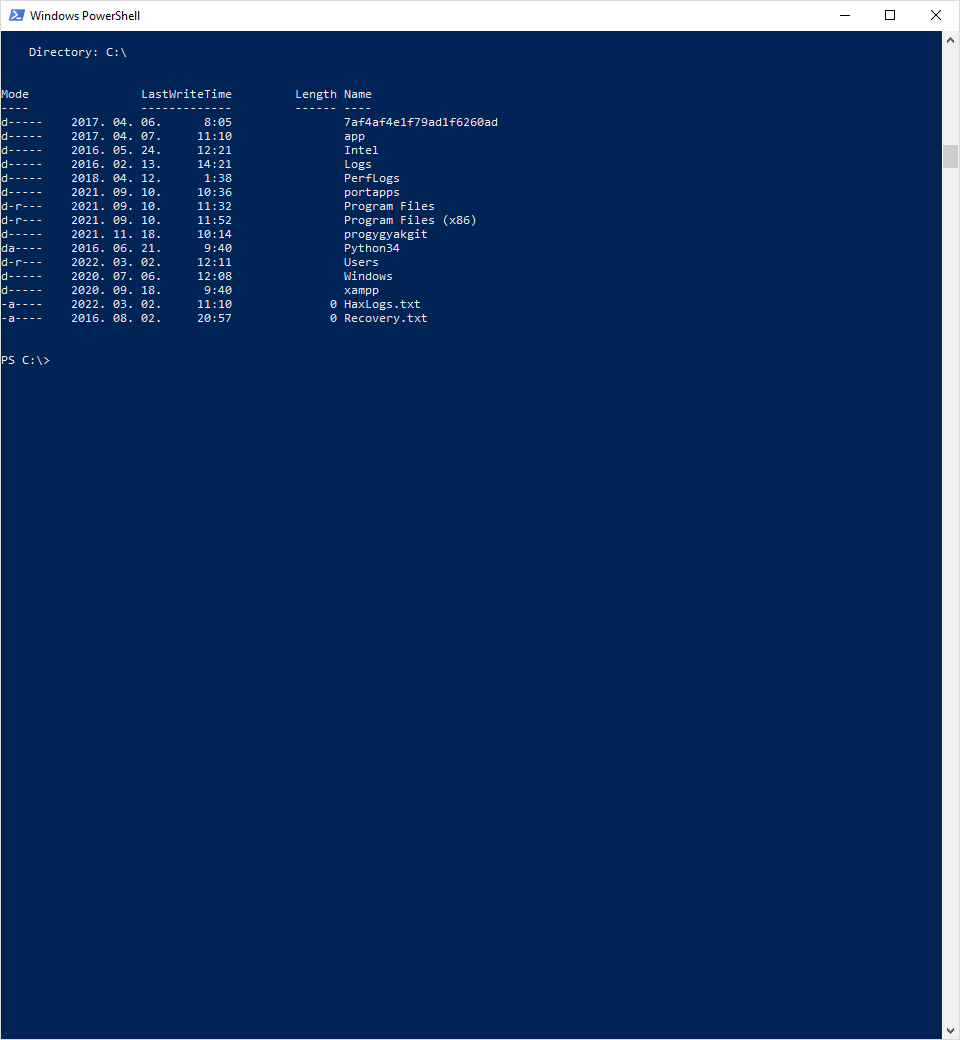 Windows PowerShell
    Directory: C:\
Mode                LastWriteTime         Length Name
----                -------------         ------ ----
d-----    2017. 04. 06.      8:05                7af4af4e1f79ad1f6260ad
d-----    2017. 04. 07.     11:10                app
d-----    2016. 05. 24.     12:21                Intel
d-----    2016. 02. 13.     14:21                Logs
d-----    2018. 04. 12.      1:38                PerfLogs
d-----    2021. 09. 10.     10:36                portapps
d-r---    2021. 09. 10.     11:32                Program Files
d-r---    2021. 09. 10.     11:52                Program Files (x86)
d-----    2021. 11. 18.     10:14                progygyakgit
da----    2016. 06. 21.      9:40                Python34
d-r---    2022. 03. 02.     12:11                Users
d-----    2020. 07. 06.     12:08                Windows
d-----    2020. 09. 18.      9:40                xampp
-a----    2022. 03. 02.     11:10              0 HaxLogs.txt
-a----    2016. 08. 02.     20:57              0 Recovery.txt
PS C:\>